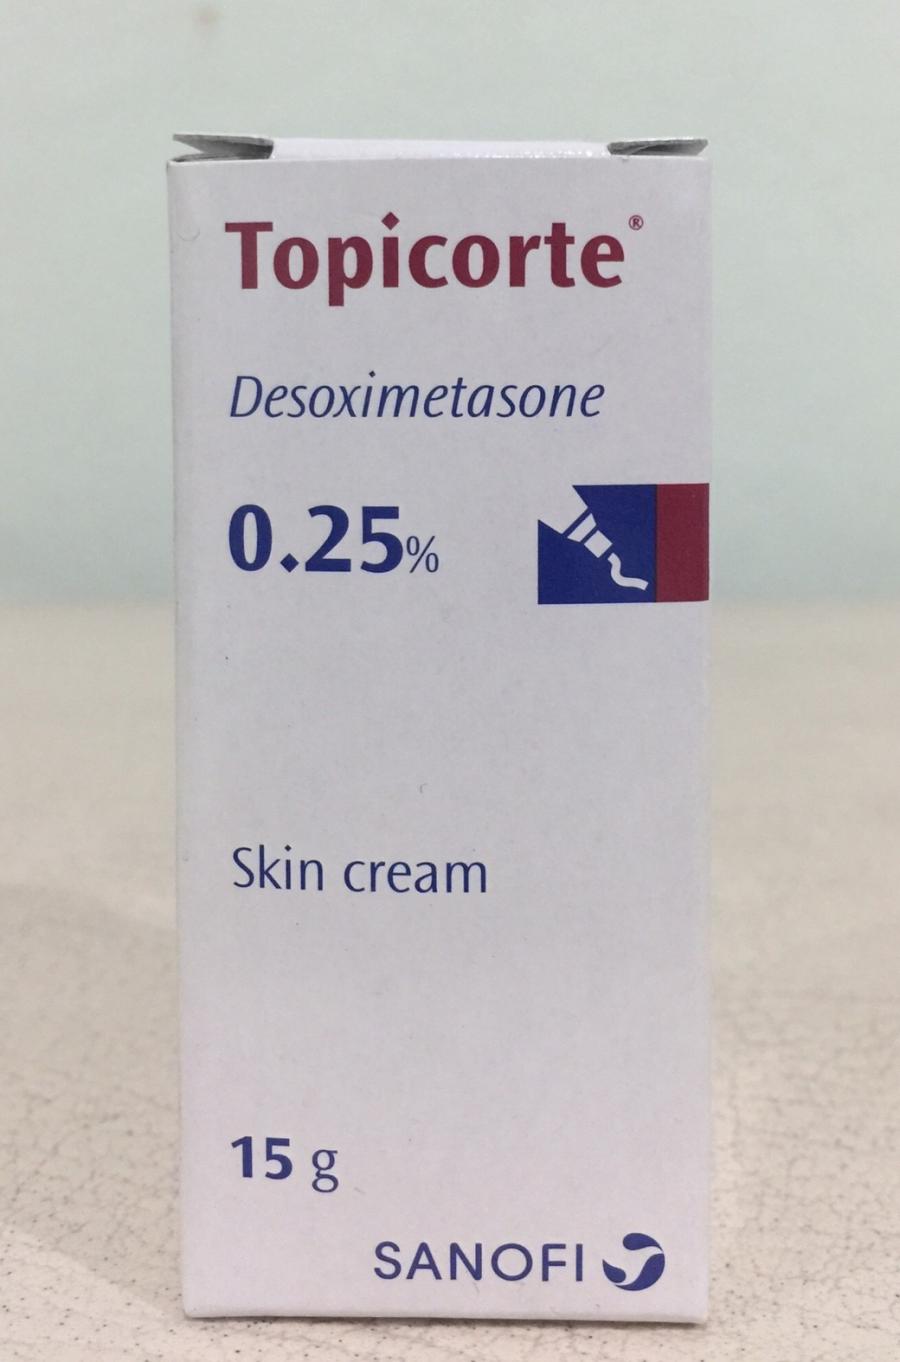 Topicorte®
Desoximetasone
0.25%
Skin cream
15 g
SANOFI